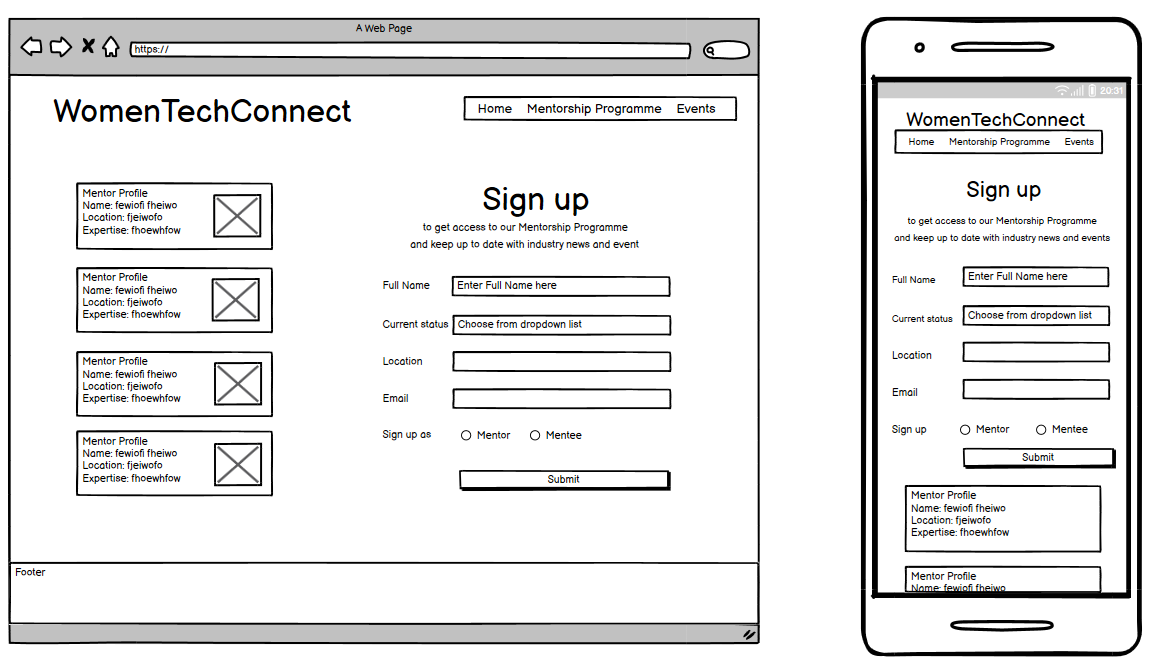 A Web Page
https://
WomenTechConnect
Home Mentorship Programme Events
Mentor Profile
Name: fewiofi fheiwo
Location: fjeiwofo
Expertise: fhoewhfow
Mentor Profile
Name: fewiofi fheiwo
Location: fjeiwofo
Expertise: fhoewhfow
Mentor Profile
Name: fewiofi fheiwo
Location: fjeiwofo
Expertise: fhoewhfow
Mentor Profile
Name: fewiofi fheiwo
Location: fjeiwofo
Expertise: fhoewhfow
Sign up
to get access to our Mentorship Programme
and keep up to date with industry news and event
Full Name Enter Full Name here
Current status Choose from dropdown list
Location
Email
Sign up as Mentor Mentee
Submit
Footer
20:31
WomenTechConnect
Home Mentorship Programme Events
Sign up
to get access to our Mentorship Programme
and keep up to date with industry news and events
Full Name Enter Full Name here
Current status Choose from dropdown list
Location
Email
Sign up Mentor Mentee
Submit
Mentor Profile
Name: fewiofi fheiwo
Location: fjeiwofo
Expertise: fhoewhfow
Mentor Profile
Name: fewiofi fheiwo